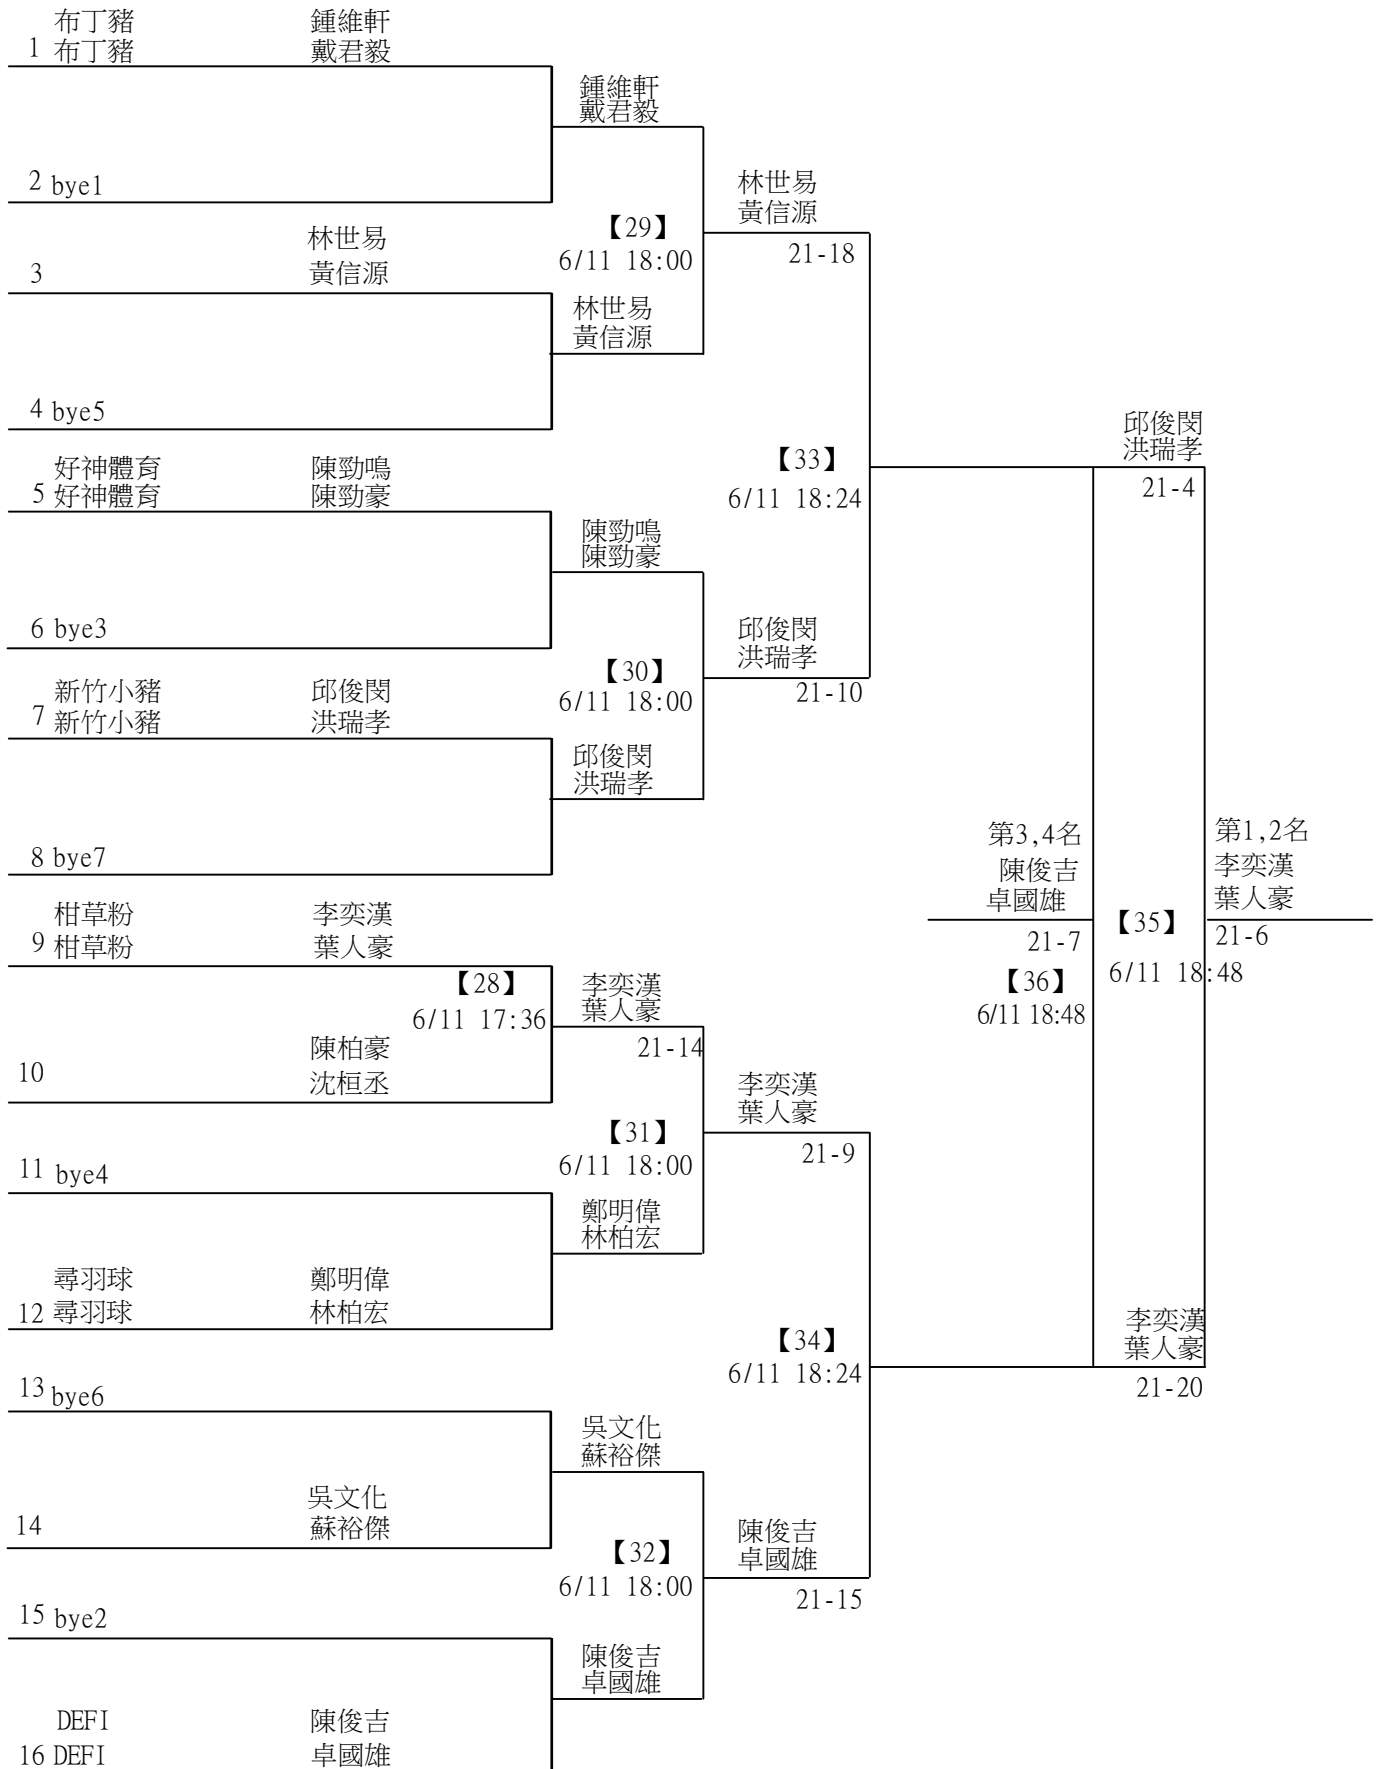 布丁豬 鍾維軒
1 布丁豬 戴君毅
鍾維軒
戴君毅
2 bye1
林世易
黃信源
【29】
6/11 18:00
21-18
林世易
3 黃信源
林世易
黃信源
4 bye5
邱俊閔
洪瑞孝
21-4
【33】
6/11 18:24
好神體育 陳勁鳴
5 好神體育 陳勁豪
陳勁鳴
陳勁豪
6 bye3
邱俊閔
洪瑞孝
21-10
【30】
6/11 18:00
新竹小豬 邱俊閔
7 新竹小豬 洪瑞孝
邱俊閔
洪瑞孝
8 bye7
第3,4名
陳俊吉
卓國雄
21-7
【36】
6/11 18:48
【35】
6/11 18:48
第1,2名
李奕漢
葉人豪
21-6
柑草粉 李奕漢
9 柑草粉 葉人豪
【28】
6/11 17:36
李奕漢
葉人豪
21-14
陳柏豪
10 沈桓丞
李奕漢
葉人豪
21-9
【31】
6/11 18:00
11 bye4
鄭明偉
林柏宏
尋羽球 鄭明偉
12 尋羽球 林柏宏
【34】
6/11 18:24
李奕漢
葉人豪
21-20
13 bye6
吳文化
蘇裕傑
吳文化
14 蘇裕傑
陳俊吉
卓國雄
21-15
【32】
6/11 18:00
15 bye2
陳俊吉
卓國雄
DEFI 陳俊吉
16 DEFI 卓國雄